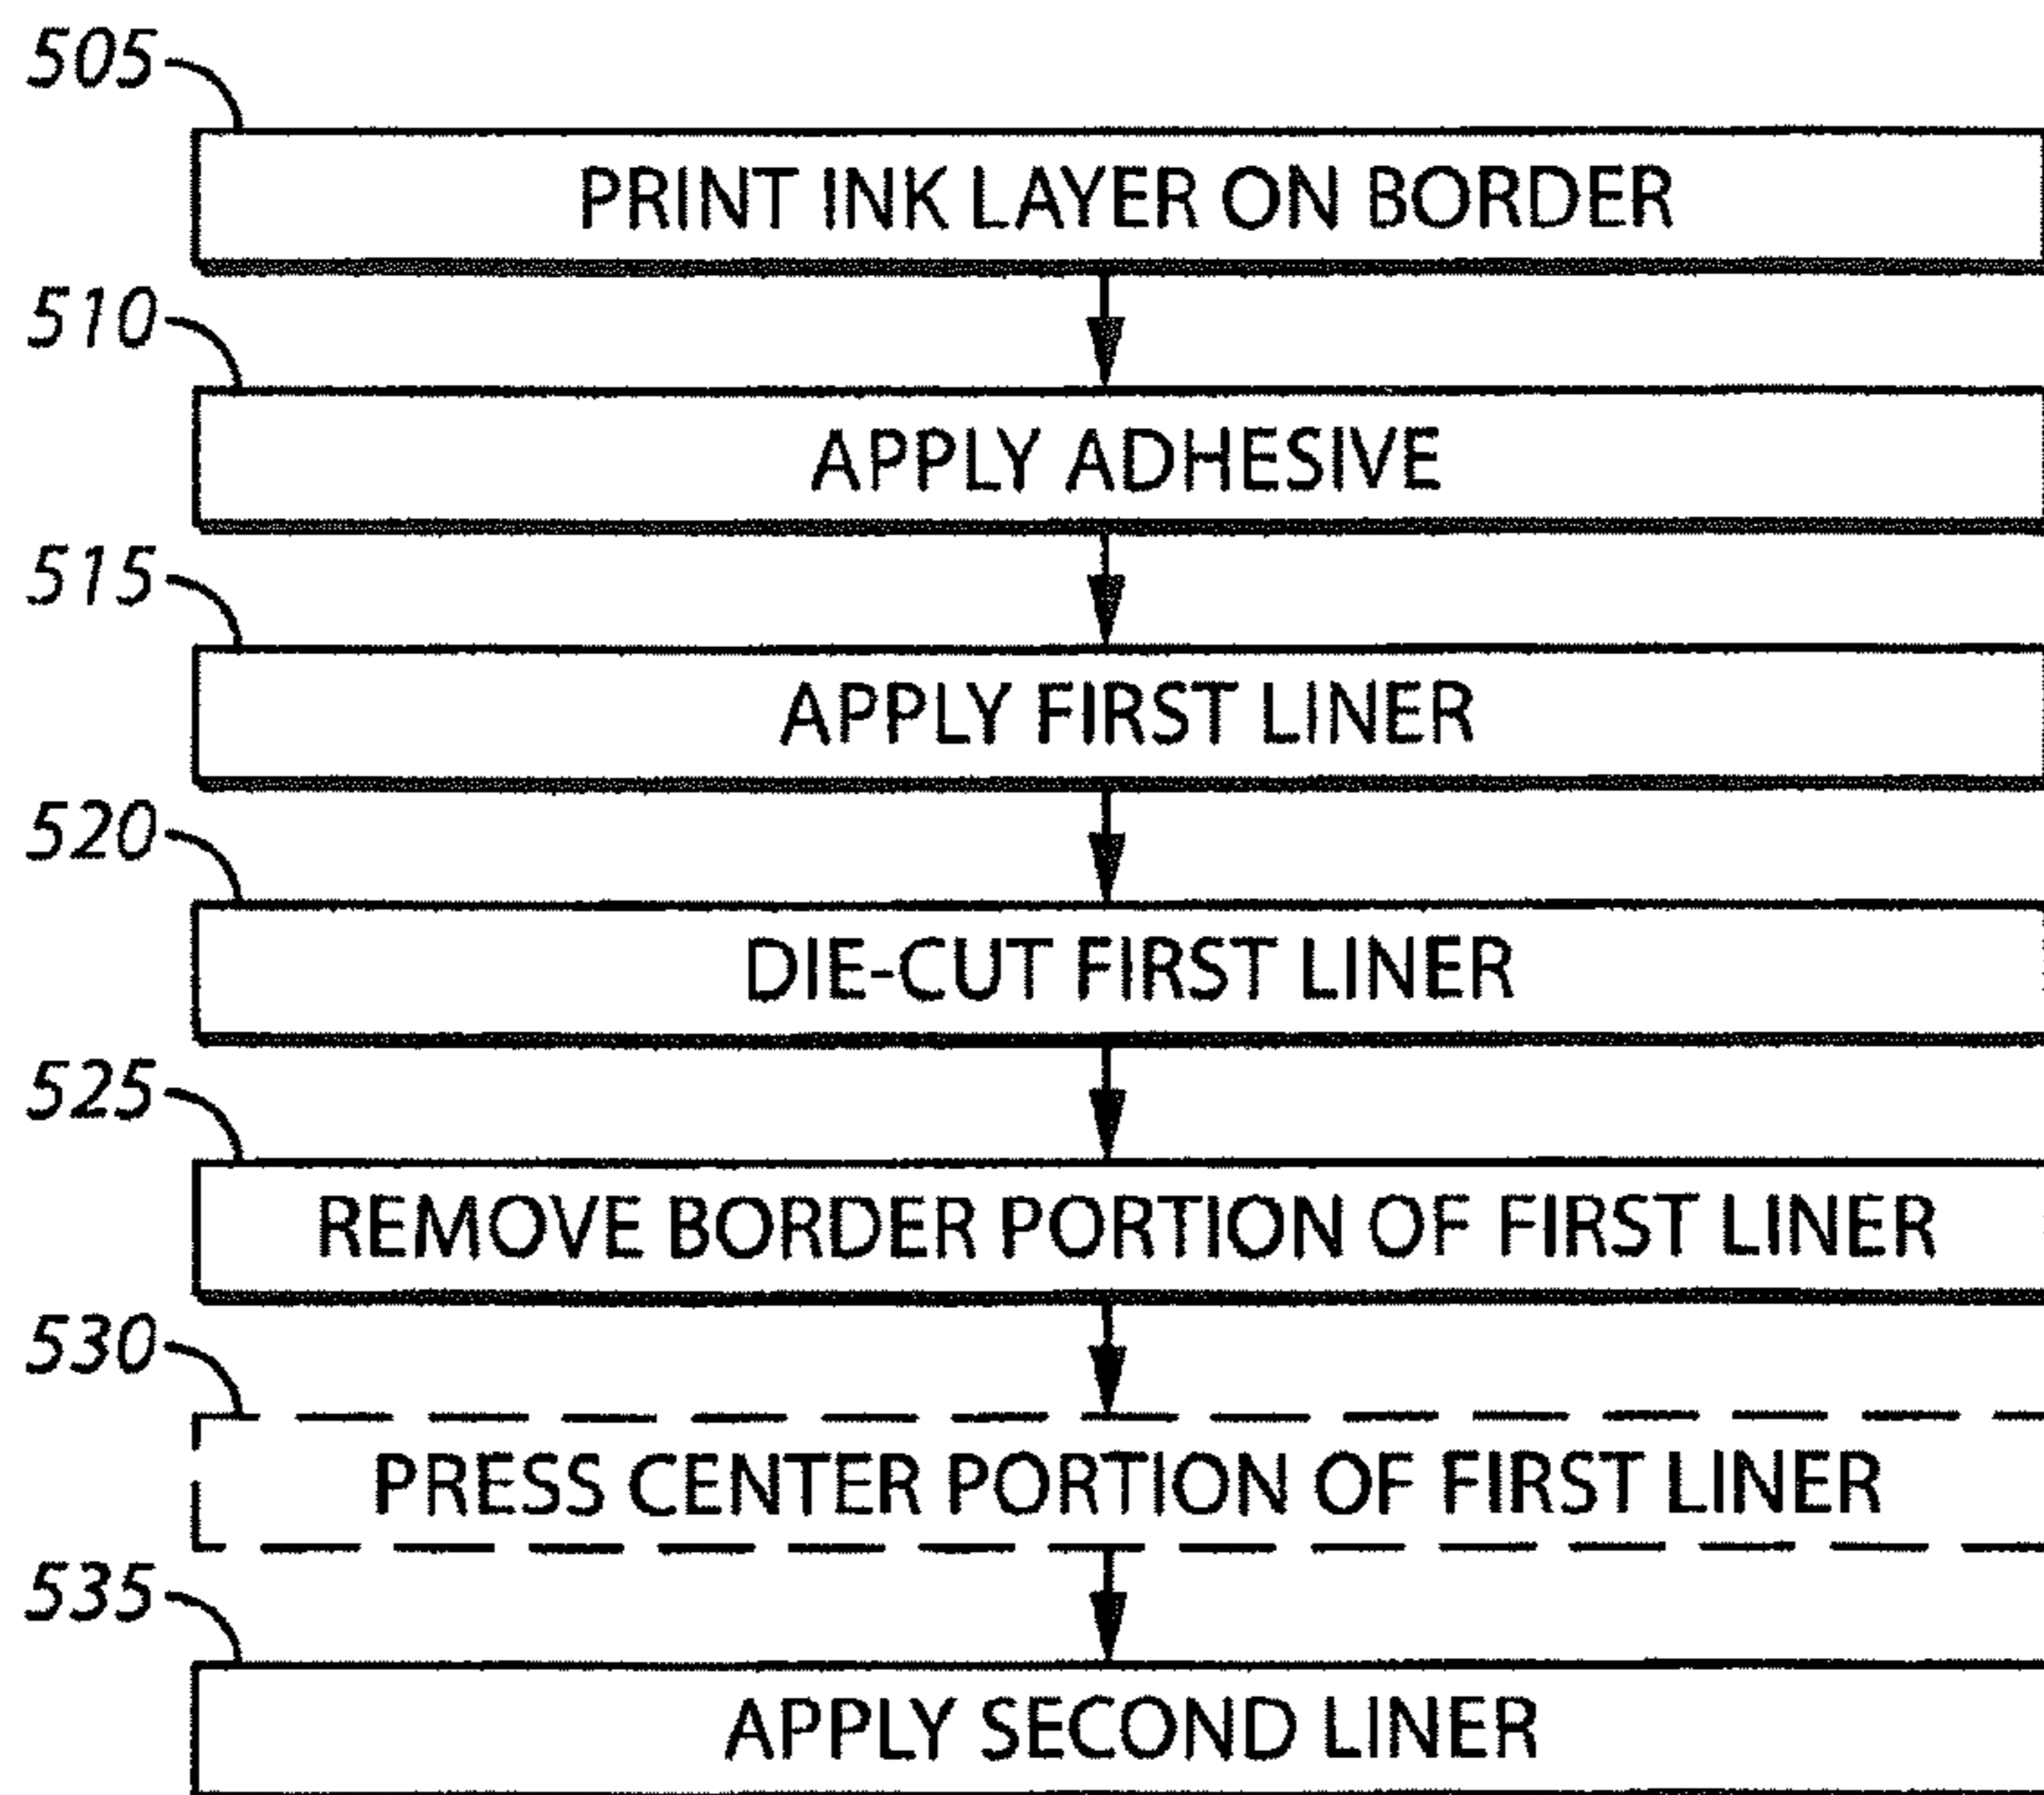 505
PRINT INK LAYER ON BORDER
510
APPLY ADHESIVE
515
APPLY FIRST LINER
520
DIE-CUT FIRST LINER
525
REMOVE BORDER PORTION OF FIRST LINER
530
PRESS CENTER PORTION OF FIRST LINER
535
APPLY SECOND LINER